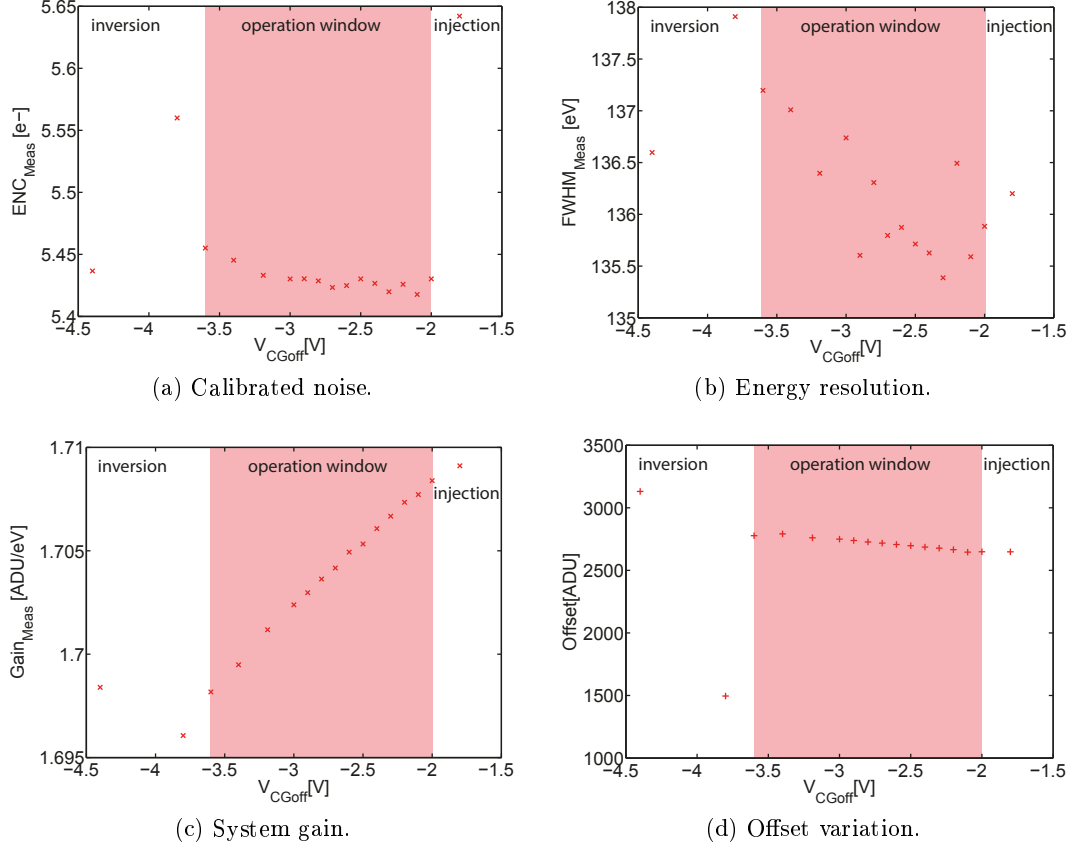 5.65
5.6
5.55
5.5
5.45
5.4
ENC_Meas [e−]
inversion
operation window
injection
−4.5 −4 −3.5 −3 −2.5 −2 −1.5
V_CGoff[V]
(a) Calibrated noise.
138
137.5
137
136.5
136
135.5
135
FWHM_Meas [eV]
inversion
operation window
injection
−4.5 −4 −3.5 −3 −2.5 −2 −1.5
V_CGoff[V]
(b) Energy resolution.
1.71
1.705
1.7
1.695
Gain_Meas [ADU/eV]
inversion
operation window
injection
−4.5 −4 −3.5 −3 −2.5 −2 −1.5
V_CGoff[V]
(c) System gain.
3500
3000
2500
2000
1500
1000
Offset[ADU]
inversion
operation window
injection
−4.5 −4 −3.5 −3 −2.5 −2 −1.5
V_CGoff[V]
(d) Offset variation.